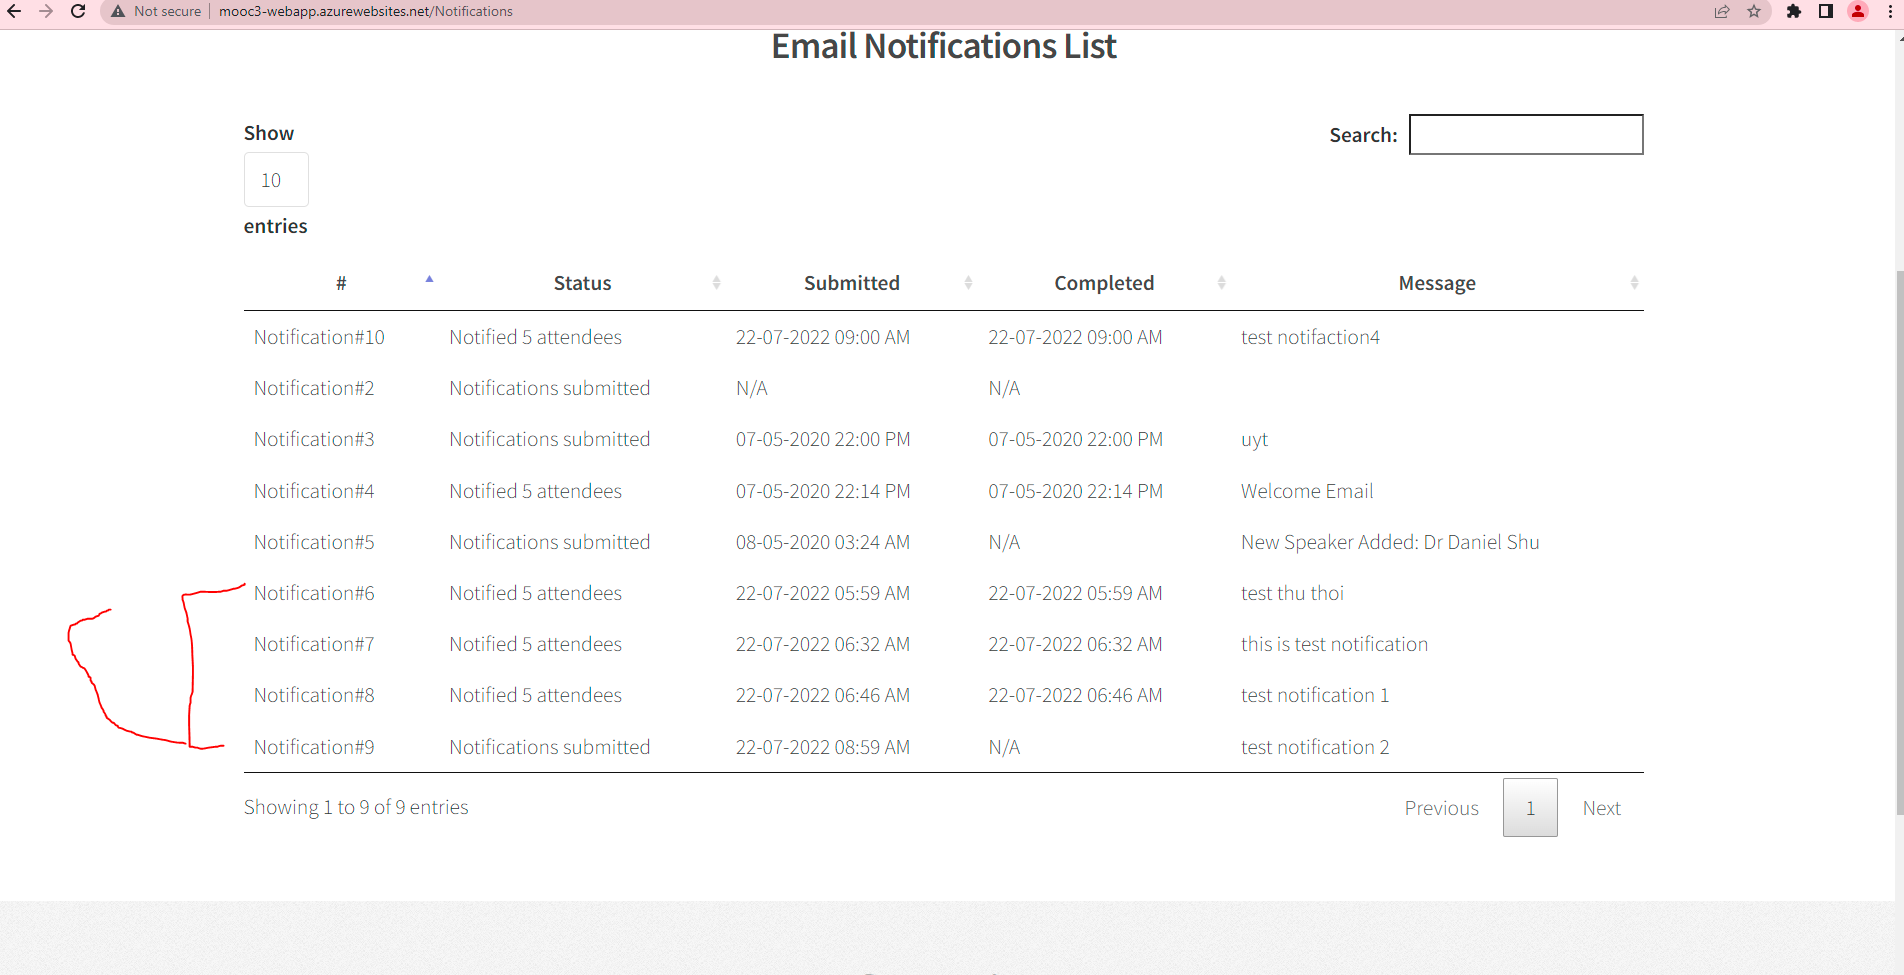 Not secure | mooc3-webapp.azurewebsites.net/Notifications
Email Notifications List
Show
10
entries
Search:
# Status Submitted Completed Message
Notification#10 Notified 5 attendees 22-07-2022 09:00 AM 22-07-2022 09:00 AM test notifaction4
Notification#2 Notifications submitted N/A N/A
Notification#3 Notifications submitted 07-05-2020 22:00 PM 07-05-2020 22:00 PM uyt
Notification#4 Notified 5 attendees 07-05-2020 22:14 PM 07-05-2020 22:14 PM Welcome Email
Notification#5 Notifications submitted 08-05-2020 03:24 AM N/A New Speaker Added: Dr Daniel Shu
Notification#6 Notified 5 attendees 22-07-2022 05:59 AM 22-07-2022 05:59 AM test thu thoi
Notification#7 Notified 5 attendees 22-07-2022 06:32 AM 22-07-2022 06:32 AM this is test notification
Notification#8 Notified 5 attendees 22-07-2022 06:46 AM 22-07-2022 06:46 AM test notification 1
Notification#9 Notifications submitted 22-07-2022 08:59 AM N/A test notification 2
Showing 1 to 9 of 9 entries
Previous 1 Next